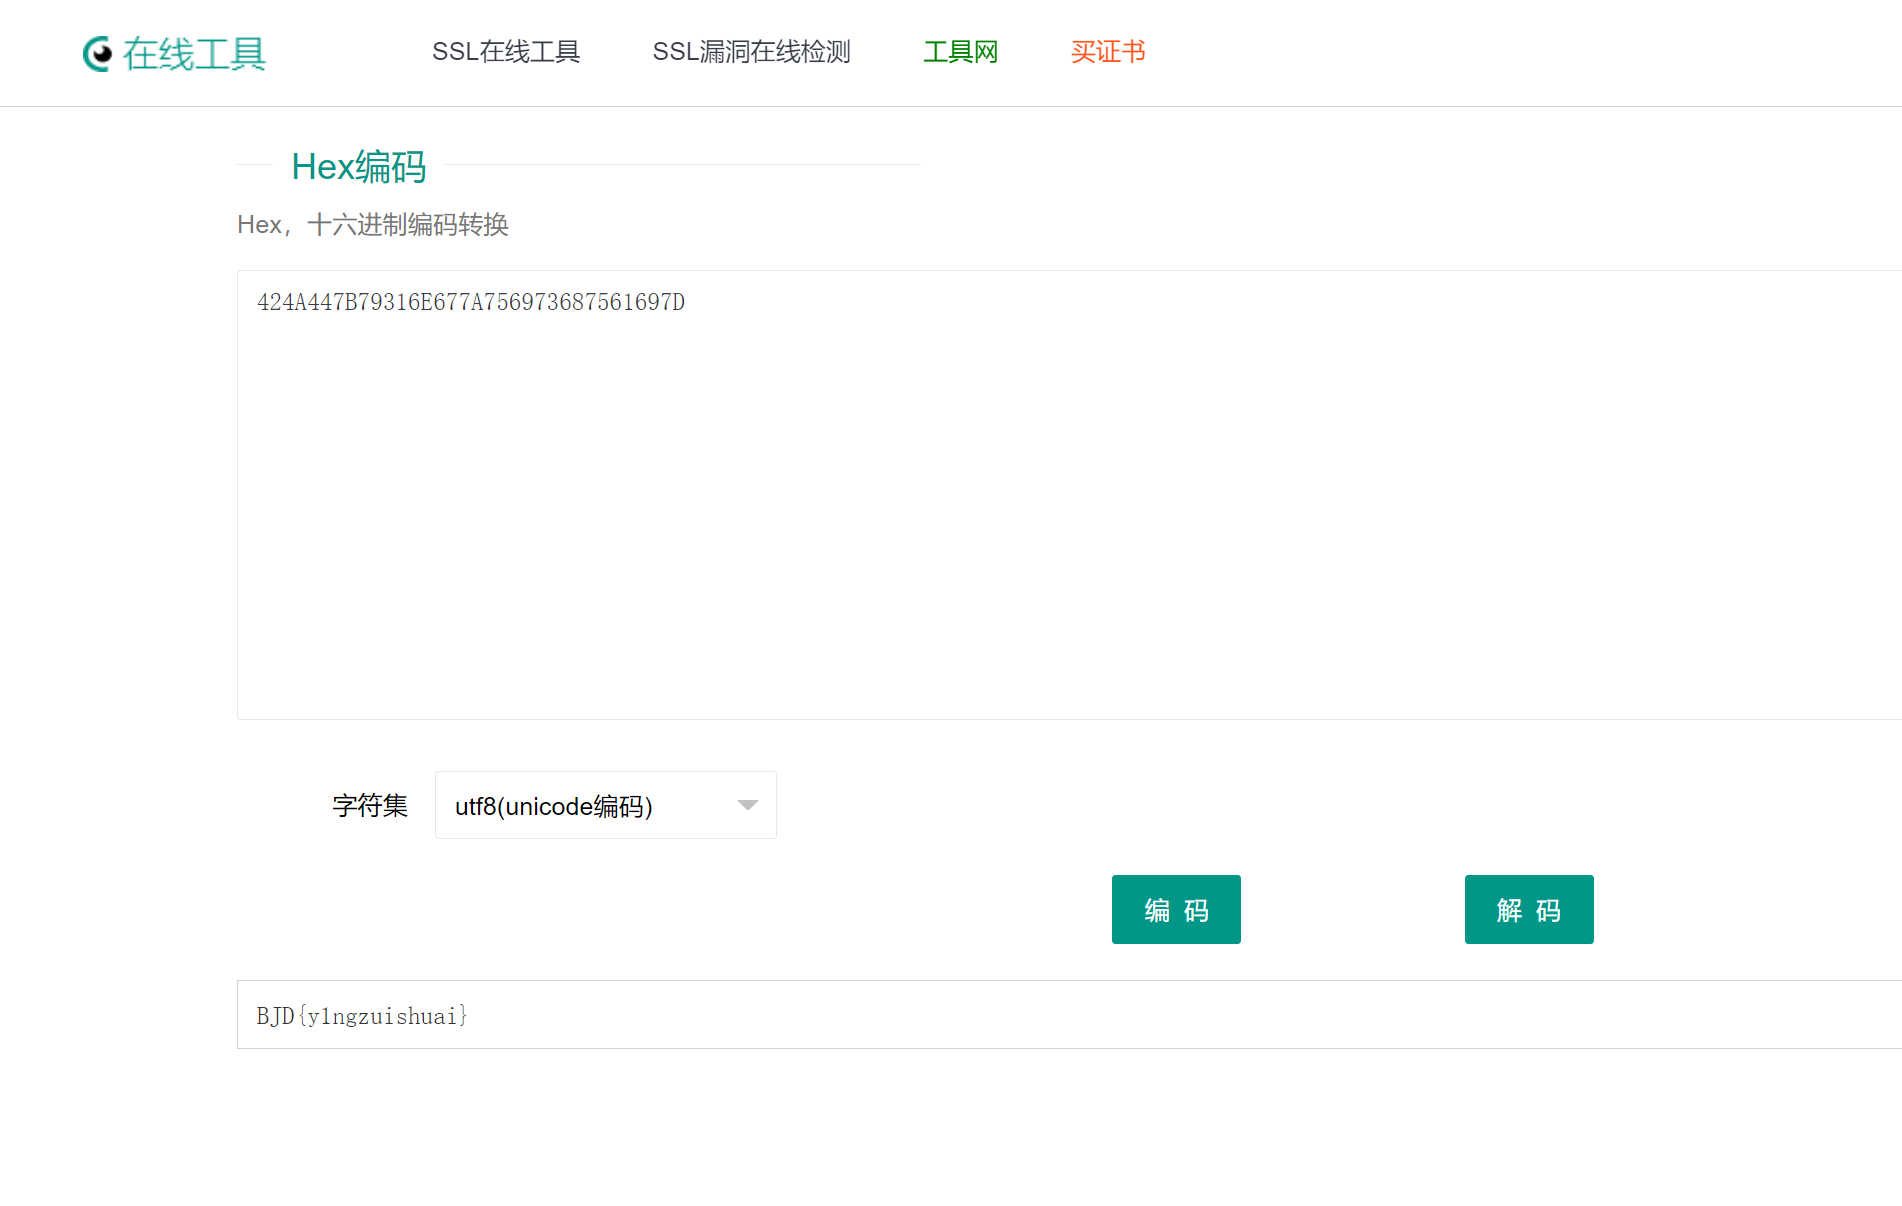 在线工具 SSL在线工具 SSL漏洞在线检测 工具网 买证书
Hex编码
Hex，十六进制编码转换
424A447B79316E677A756973687561697D
字符集 utf8(unicode编码)
编 码 解 码
BJD{y1ngzuishuai}